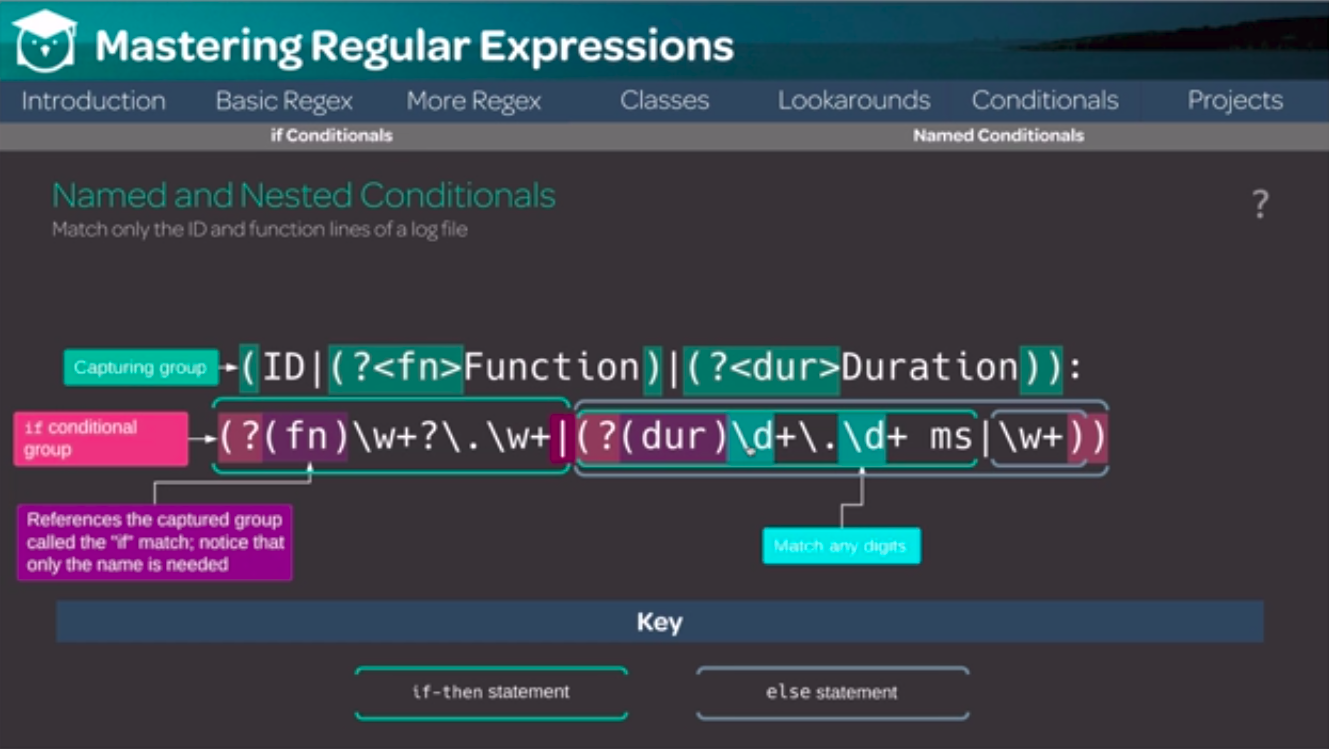 Mastering Regular Expressions
Introduction Basic Regex More Regex Classes Lookarounds Conditionals Projects
if Conditionals Named Conditionals
Named and Nested Conditionals
?
Match only the ID and function lines of a log file
Capturing group
(ID|(?<fn>Function)|(?<dur>Duration)):
if conditional
group
(?(fn)\w+?\.\w+|(?(dur)\d+\.\d+ ms|\w+))
References the captured group
called the "if" match; notice that
only the name is needed
Match any digits
Key
if-then statement else statement